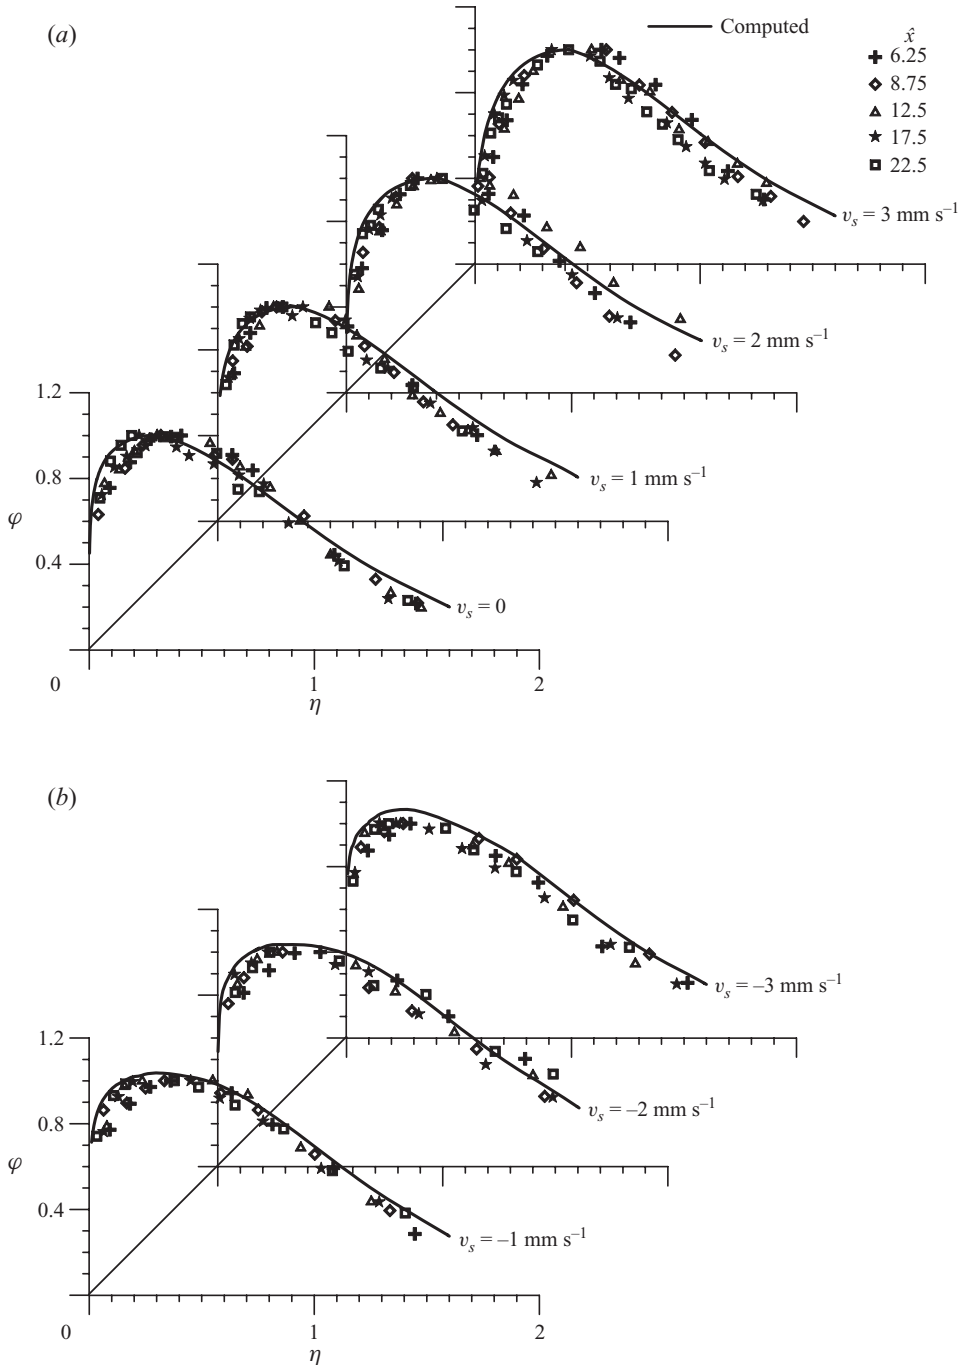 (a)
Computed
x̂
6.25
8.75
12.5
17.5
22.5
v_s = 3 mm s⁻¹
v_s = 2 mm s⁻¹
1.2
v_s = 1 mm s⁻¹
0.8
φ
0.4
v_s = 0
0 1 2
η
(b)
v_s = –3 mm s⁻¹
1.2
v_s = –2 mm s⁻¹
0.8
φ
0.4
v_s = –1 mm s⁻¹
0 1 2
η